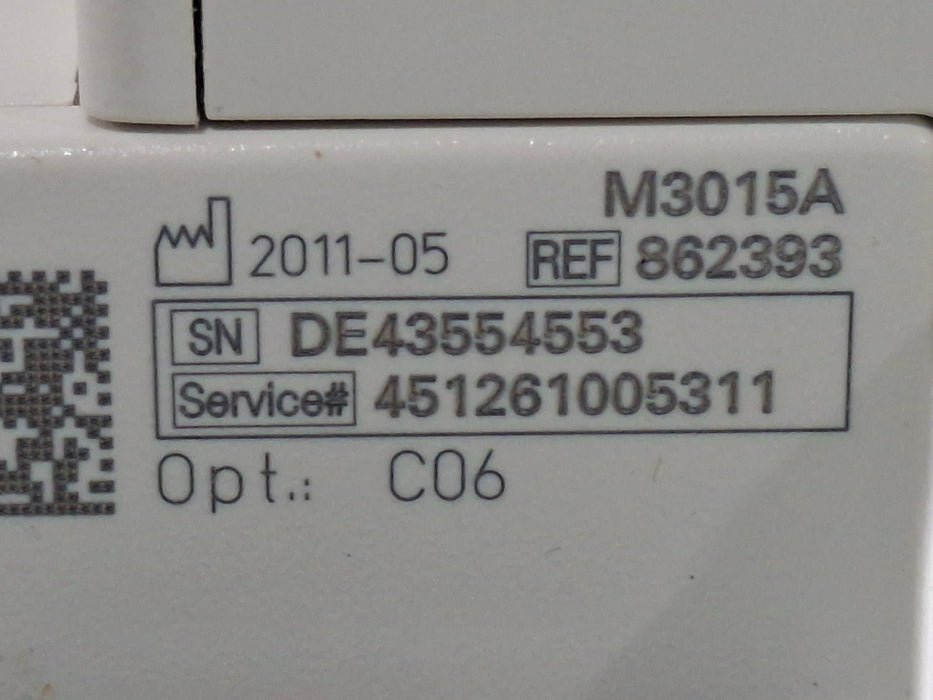 M3015A
2011-05 REF 862393
SN DE43554553
Service# 451261005311
Opt.: C06